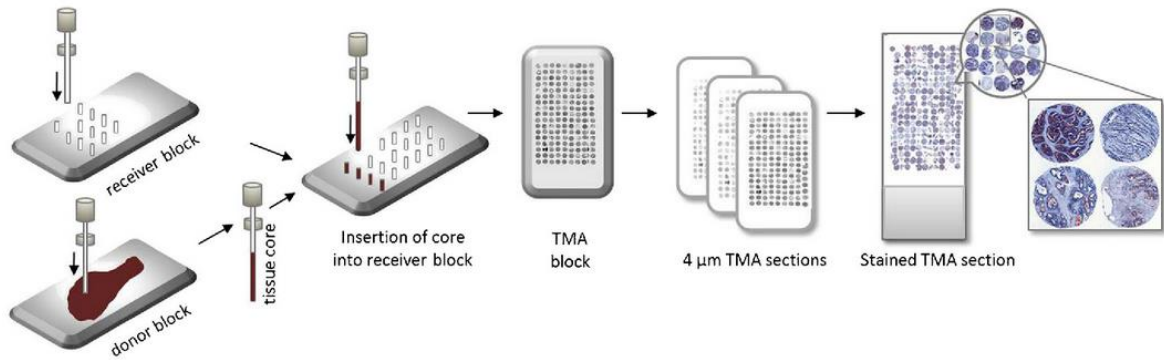 receiver block
donor block
tissue core
Insertion of core
into receiver block
TMA
block
4 µm TMA sections
Stained TMA section